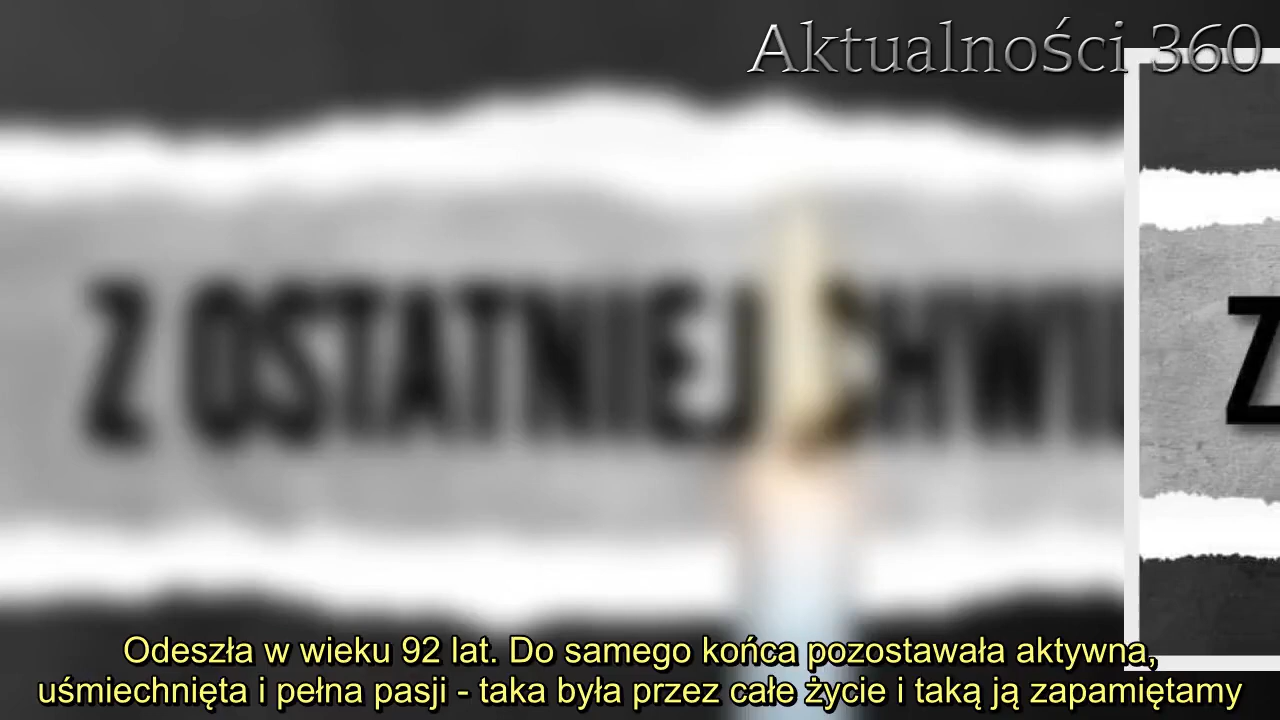 Aktualności 360
Z OSTATNIEJ CHWIL
Z
Odeszła w wieku 92 lat. Do samego końca pozostawała aktywna,
uśmiechnięta i pełna pasji - taka była przez całe życie i taką ją zapamiętamy